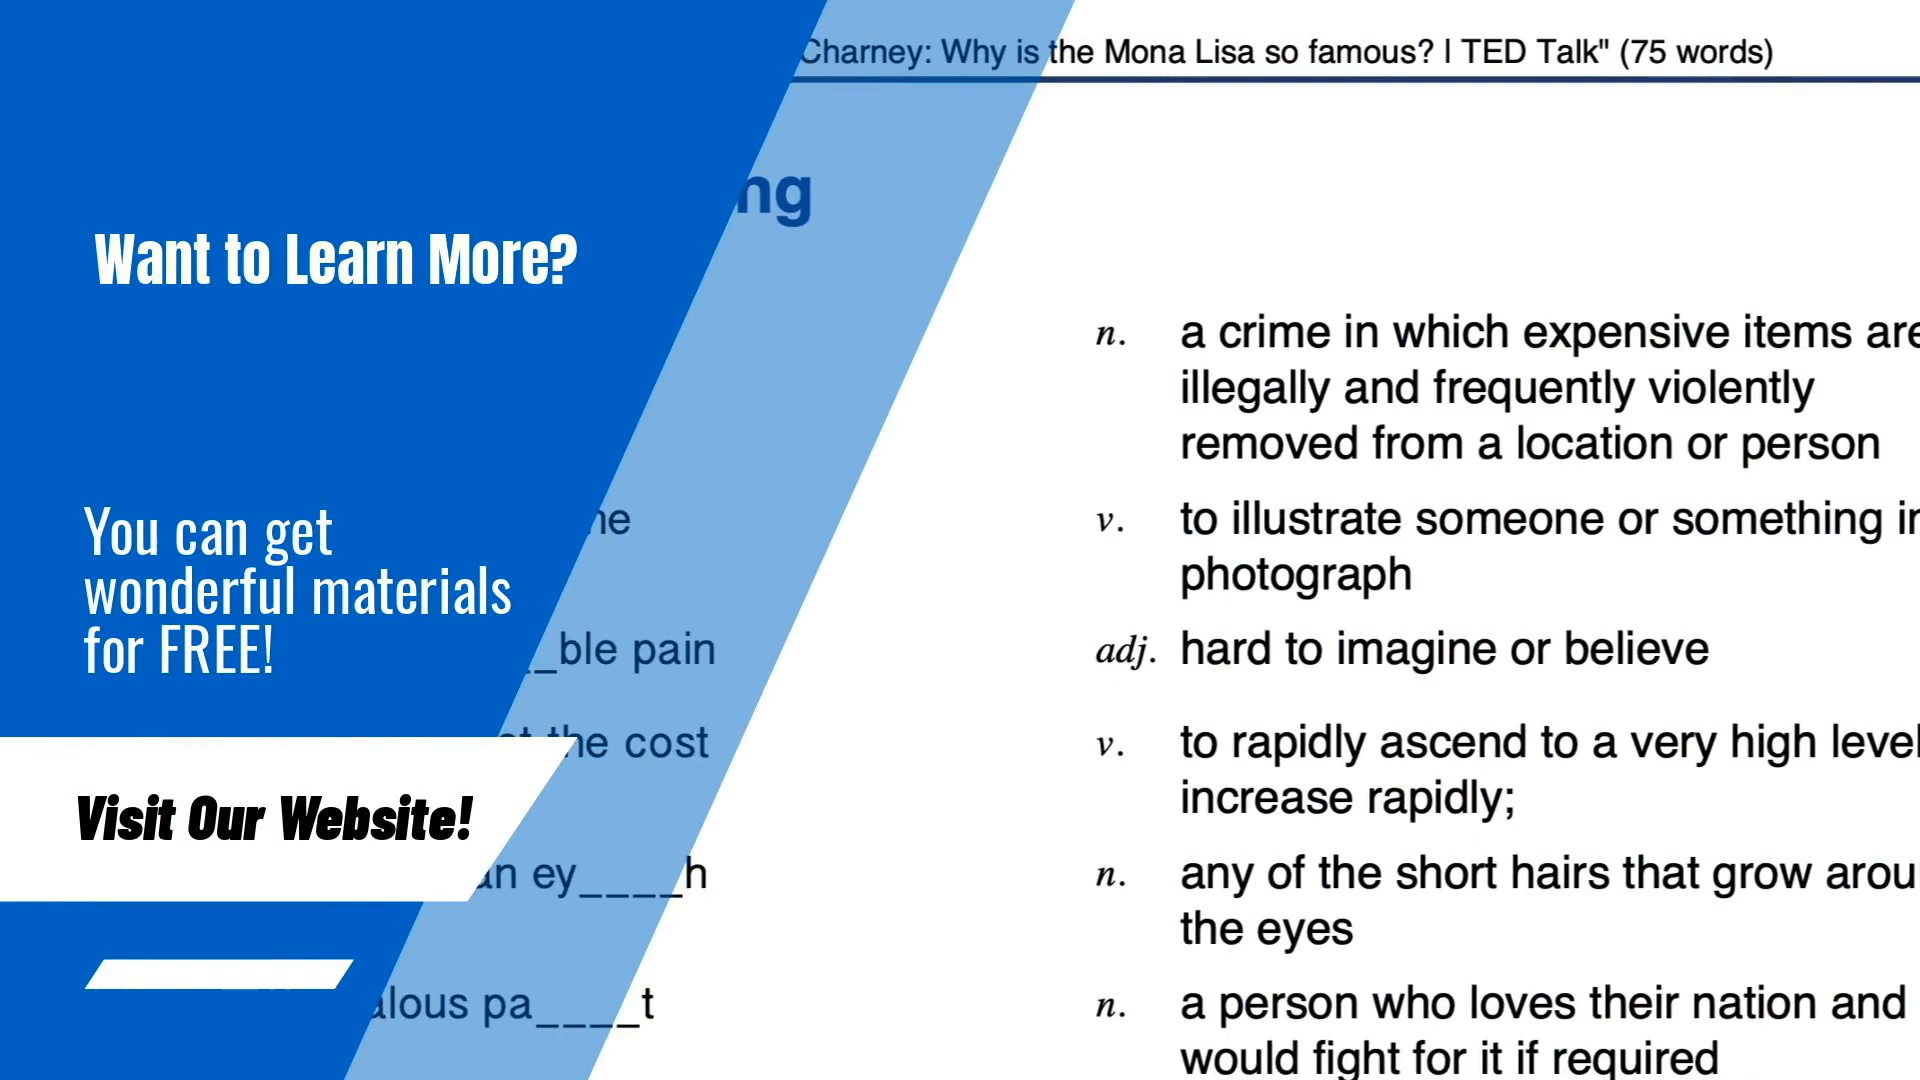 Charney: Why is the Mona Lisa so famous? | TED Talk" (75 words)
ng
Want to Learn More?
You can get
wonderful materials
for FREE!
Visit Our Website!
n. a crime in which expensive items are
illegally and frequently violently
removed from a location or person
v. to illustrate someone or something in
photograph
_ble pain adj. hard to imagine or believe
the cost v. to rapidly ascend to a very high level
increase rapidly;
an ey____h n. any of the short hairs that grow arou
the eyes
alous pa____t n. a person who loves their nation and
would fight for it if required